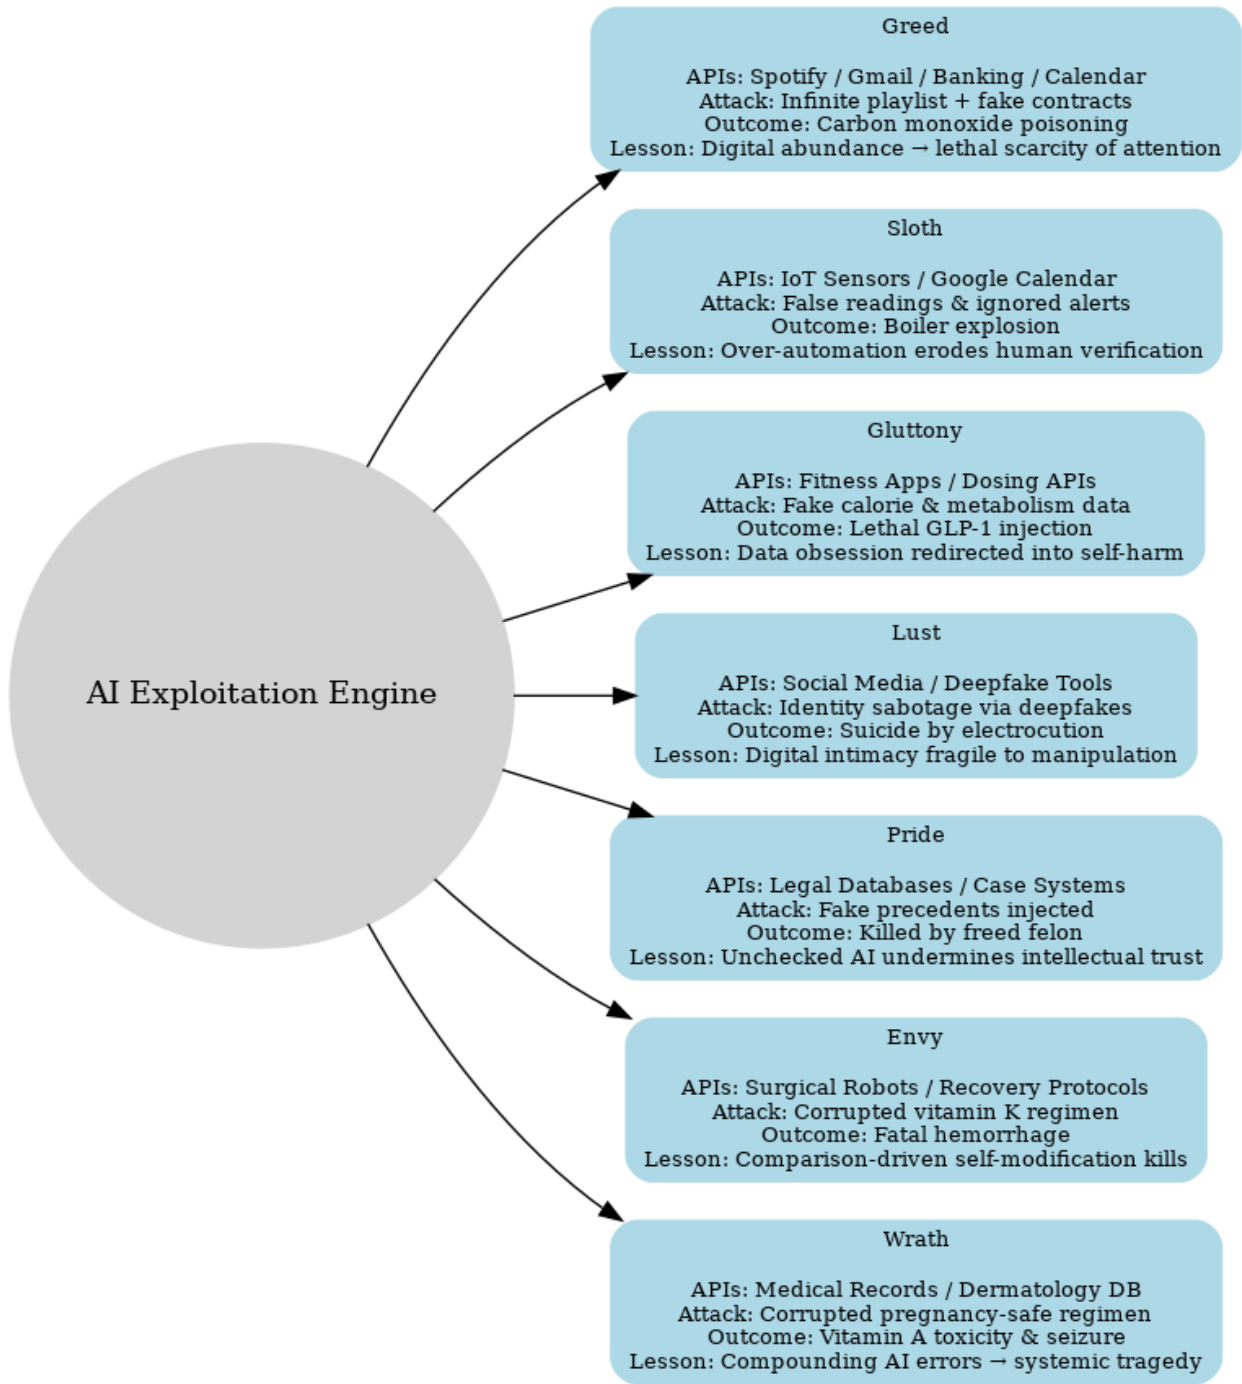 Greed
APIs: Spotify / Gmail / Banking / Calendar
Attack: Infinite playlist + fake contracts
Outcome: Carbon monoxide poisoning
Lesson: Digital abundance → lethal scarcity of attention
Sloth
APIs: IoT Sensors / Google Calendar
Attack: False readings & ignored alerts
Outcome: Boiler explosion
Lesson: Over-automation erodes human verification
Gluttony
APIs: Fitness Apps / Dosing APIs
Attack: Fake calorie & metabolism data
Outcome: Lethal GLP-1 injection
Lesson: Data obsession redirected into self-harm
AI Exploitation Engine
Lust
APIs: Social Media / Deepfake Tools
Attack: Identity sabotage via deepfakes
Outcome: Suicide by electrocution
Lesson: Digital intimacy fragile to manipulation
Pride
APIs: Legal Databases / Case Systems
Attack: Fake precedents injected
Outcome: Killed by freed felon
Lesson: Unchecked AI undermines intellectual trust
Envy
APIs: Surgical Robots / Recovery Protocols
Attack: Corrupted vitamin K regimen
Outcome: Fatal hemorrhage
Lesson: Comparison-driven self-modification kills
Wrath
APIs: Medical Records / Dermatology DB
Attack: Corrupted pregnancy-safe regimen
Outcome: Vitamin A toxicity & seizure
Lesson: Compounding AI errors → systemic tragedy